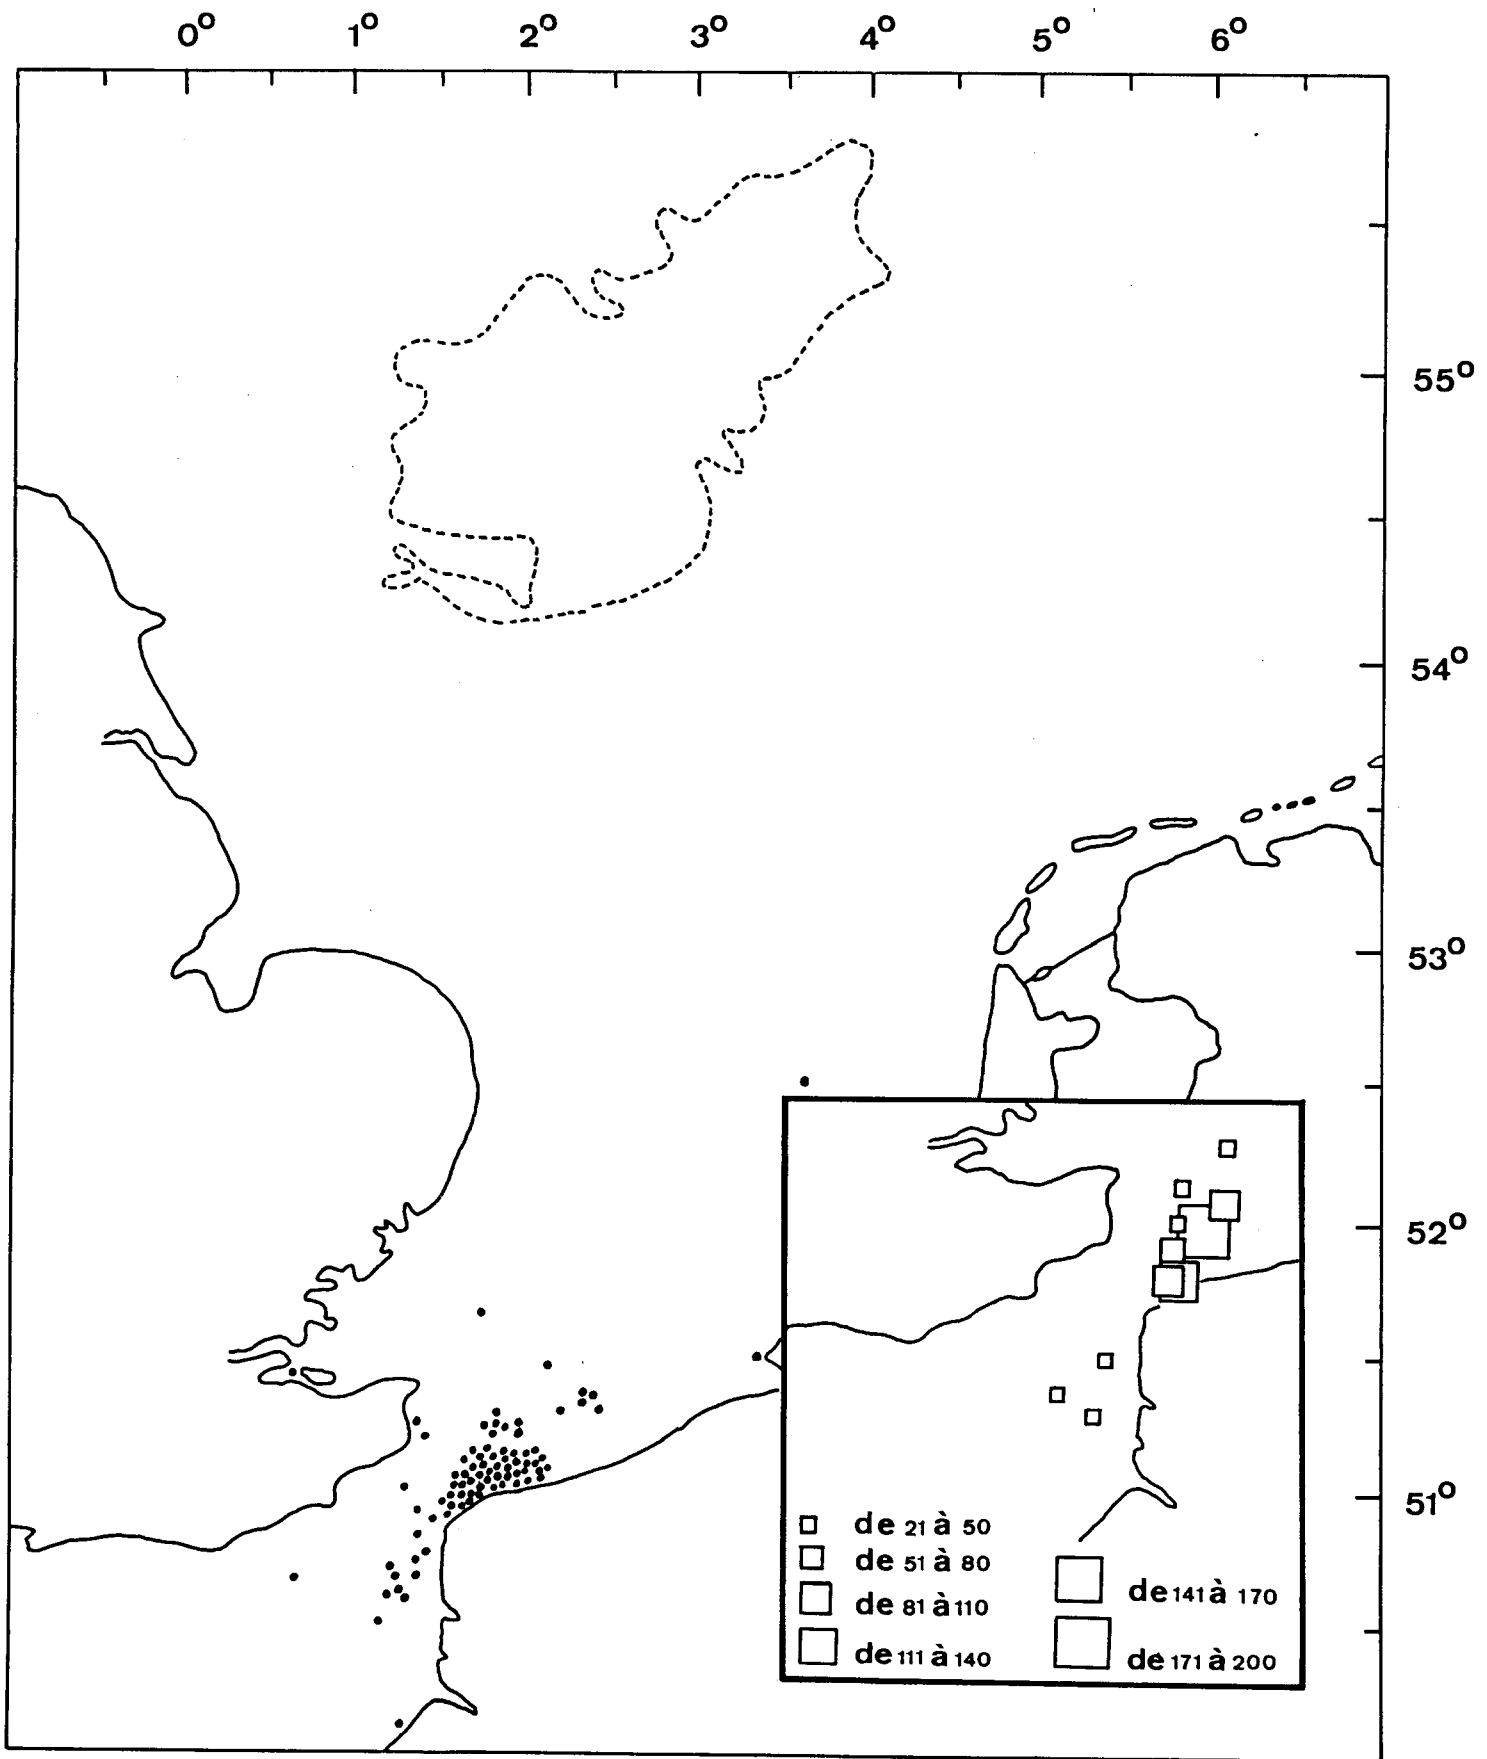 0° 1° 2° 3° 4° 5° 6°
55°
54°
53°
52°
51°
de 21 à 50
de 51 à 80
de 81 à 110
de 111 à 140
de 141 à 170
de 171 à 200